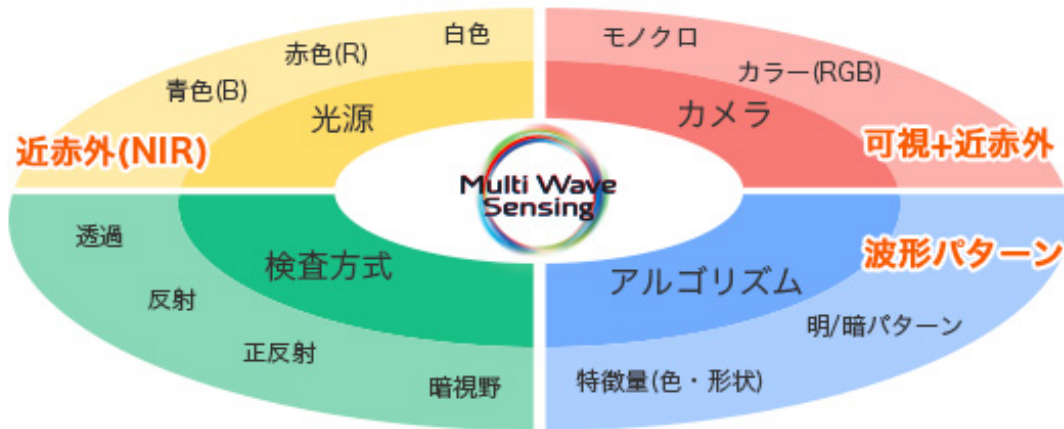 白色
赤色(R)
青色(B)
近赤外(NIR)
光源
モノクロ
カラー(RGB)
可視+近赤外
カメラ
Multi Wave
Sensing
検査方式
透過
反射
正反射
暗視野
アルゴリズム
波形パターン
明/暗パターン
特徴量(色・形状)